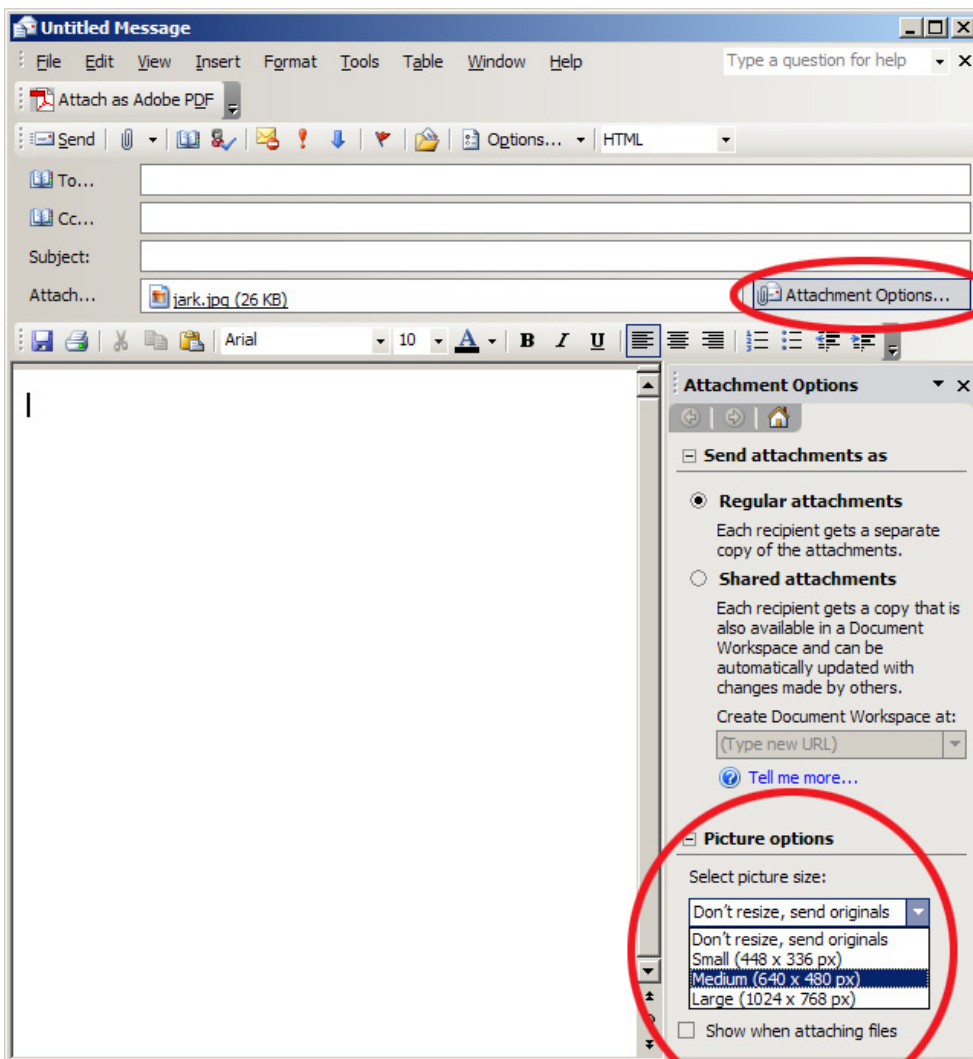 Untitled Message
File Edit View Insert Format Tools Table Window Help Type a question for help
Attach as Adobe PDF
Send Options... HTML
To...
Cc...
Subject:
Attach... jark.jpg (26 KB) Attachment Options...
Arial 10 A B I U
Attachment Options
Send attachments as
Regular attachments
Each recipient gets a separate
copy of the attachments.
Shared attachments
Each recipient gets a copy that is
also available in a Document
Workspace and can be
automatically updated with
changes made by others.
Create Document Workspace at:
(Type new URL)
Tell me more...
Picture options
Select picture size:
Don't resize, send originals
Don't resize, send originals
Small (448 x 336 px)
Medium (640 x 480 px)
Large (1024 x 768 px)
Show when attaching files